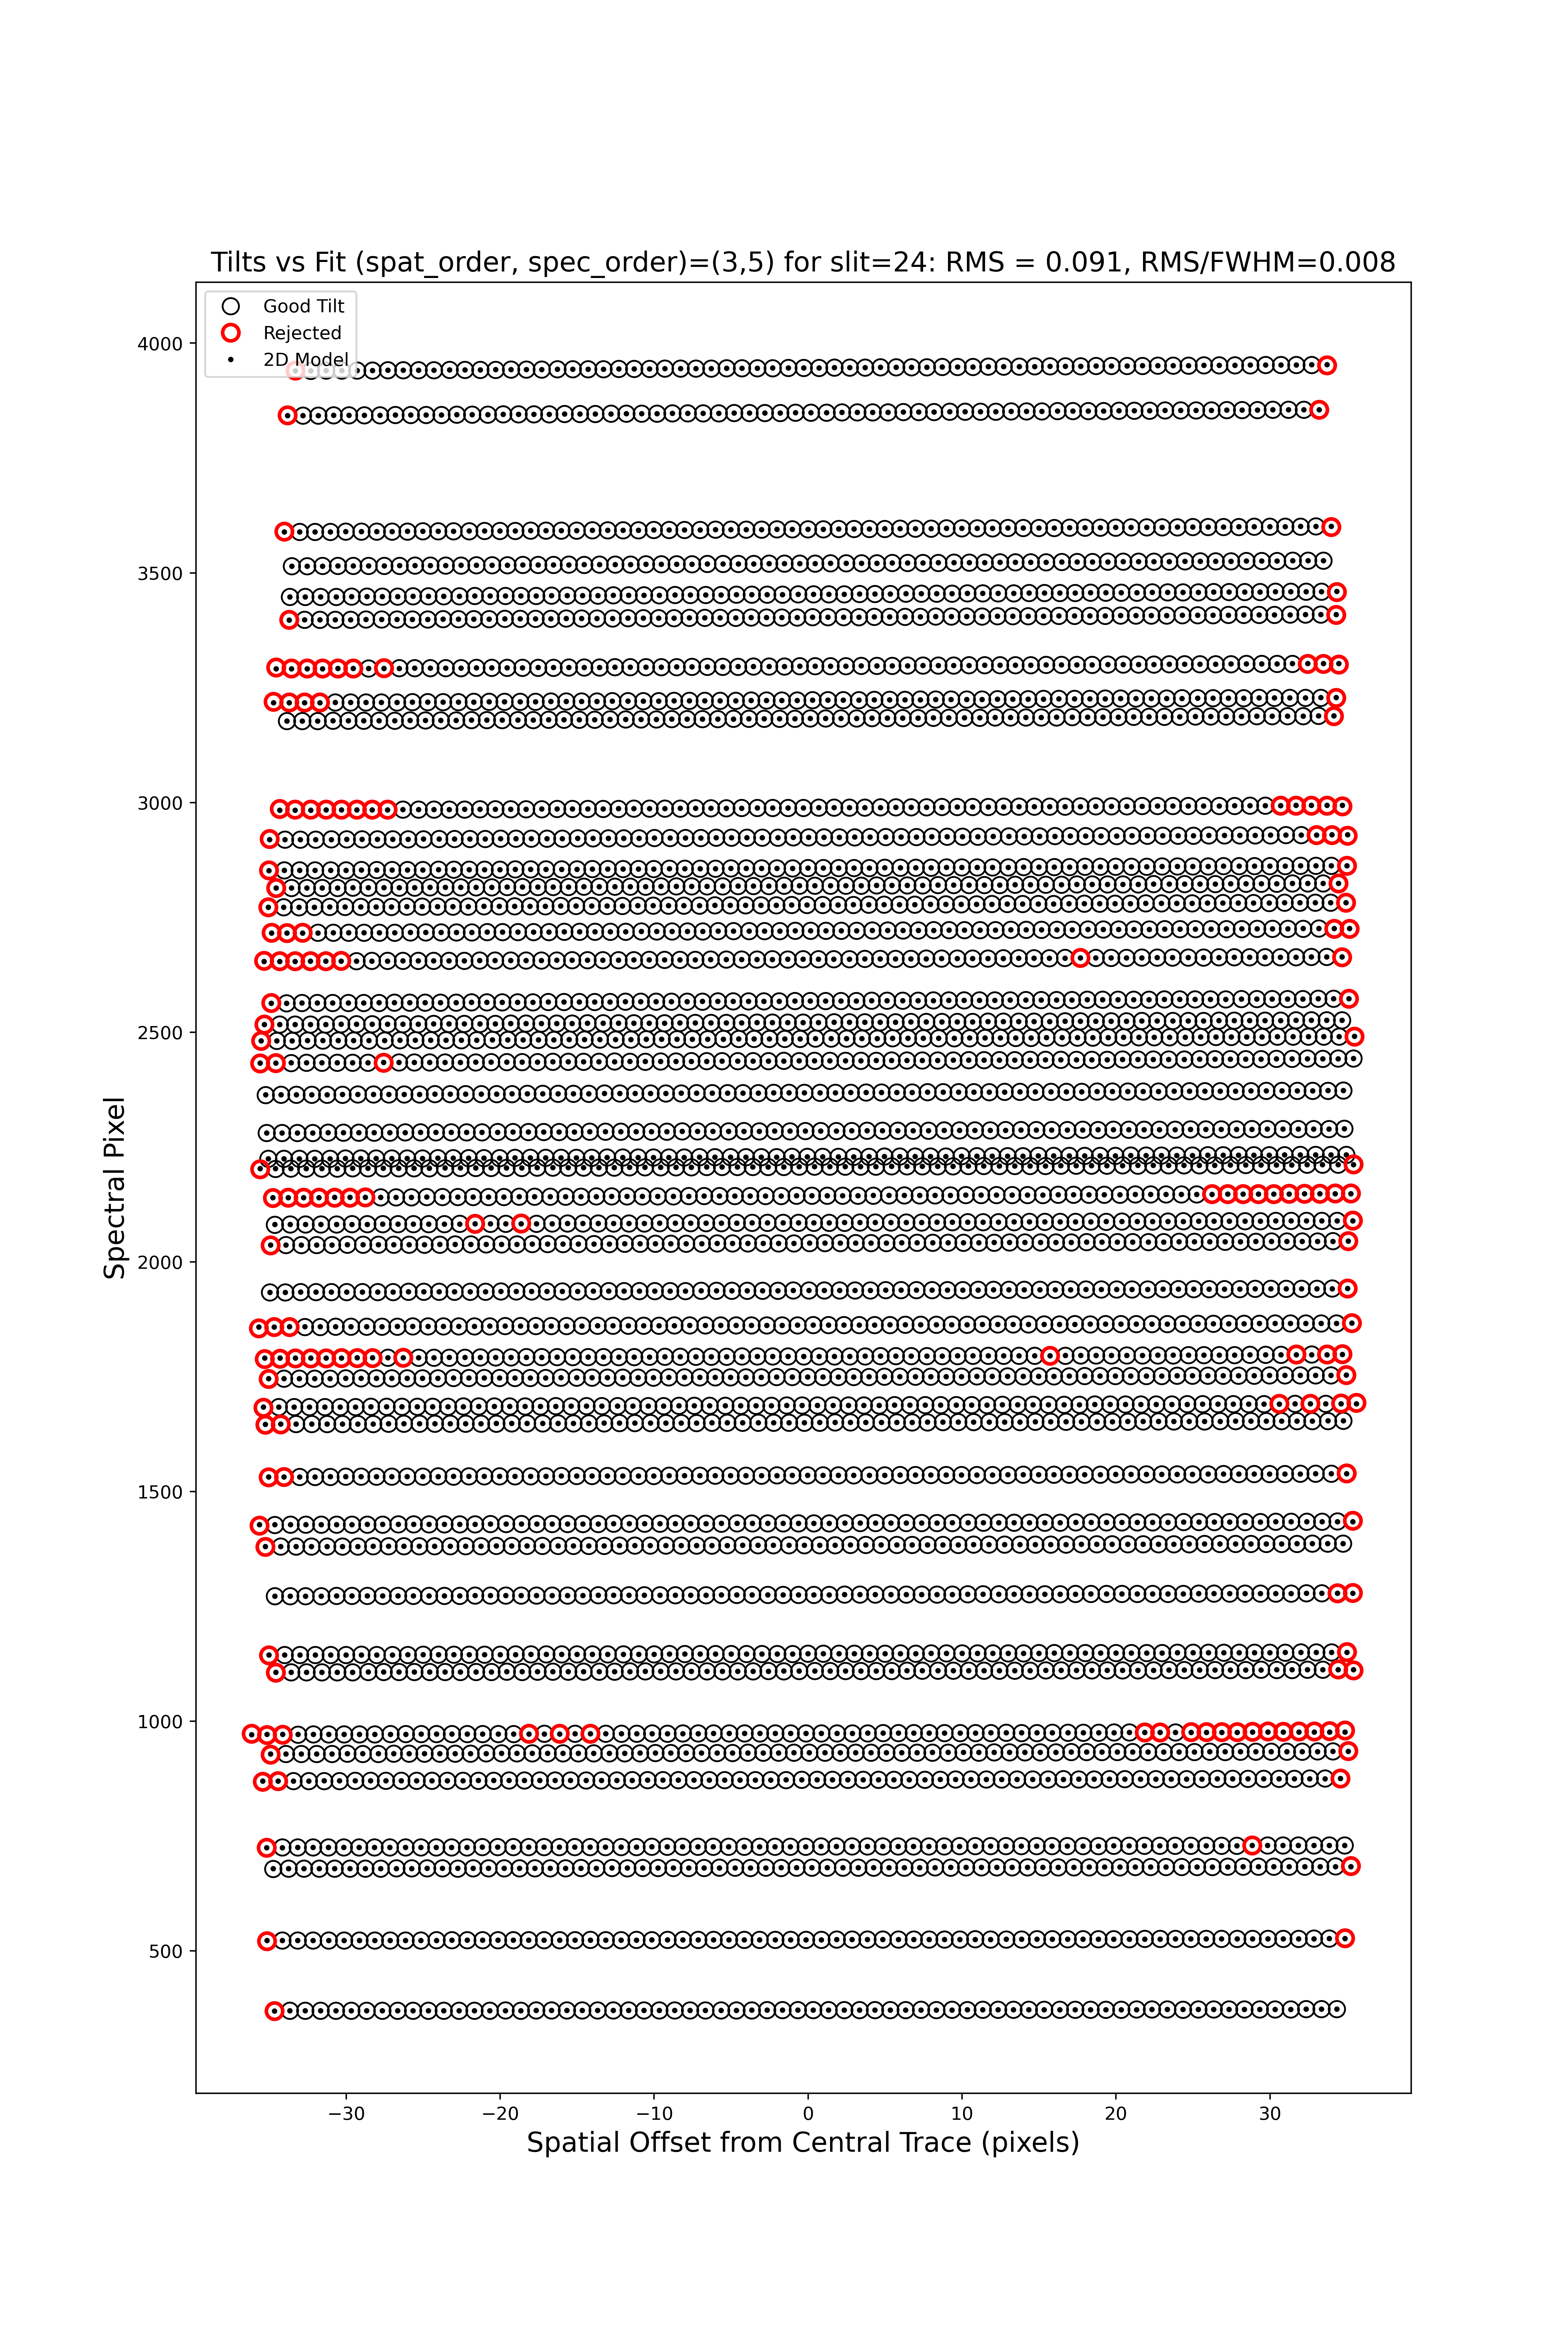 Tilts vs Fit (spat_order, spec_order)=(3,5) for slit=24: RMS = 0.091, RMS/FWHM=0.008
Good Tilt
Rejected
2D Model
4000
3500
3000
2500
2000
1500
1000
500
Spectral Pixel
−30 −20 −10 0 10 20 30
Spatial Offset from Central Trace (pixels)